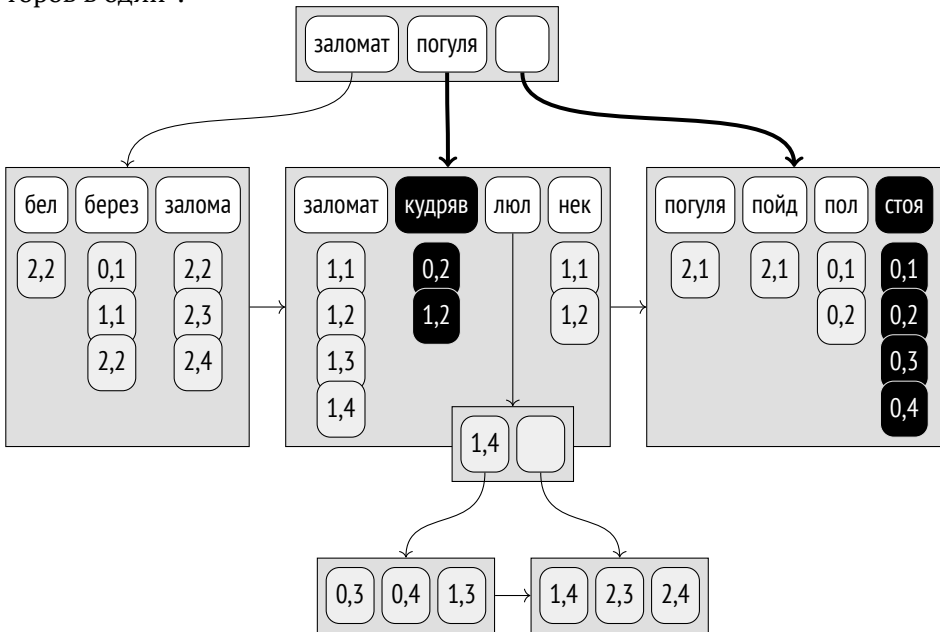 торов в один
заломат погуля
бел берез залома заломат кудряв люл нек погуля пойд пол стоя
2,2 0,1 2,2 1,1 0,2 1,1 2,1 2,1 0,1 0,1
1,1 2,3 1,2 1,2 1,2 0,2 0,2
2,2 2,4 1,3 0,3
1,4 0,4
1,4
0,3 0,4 1,3 1,4 2,3 2,4